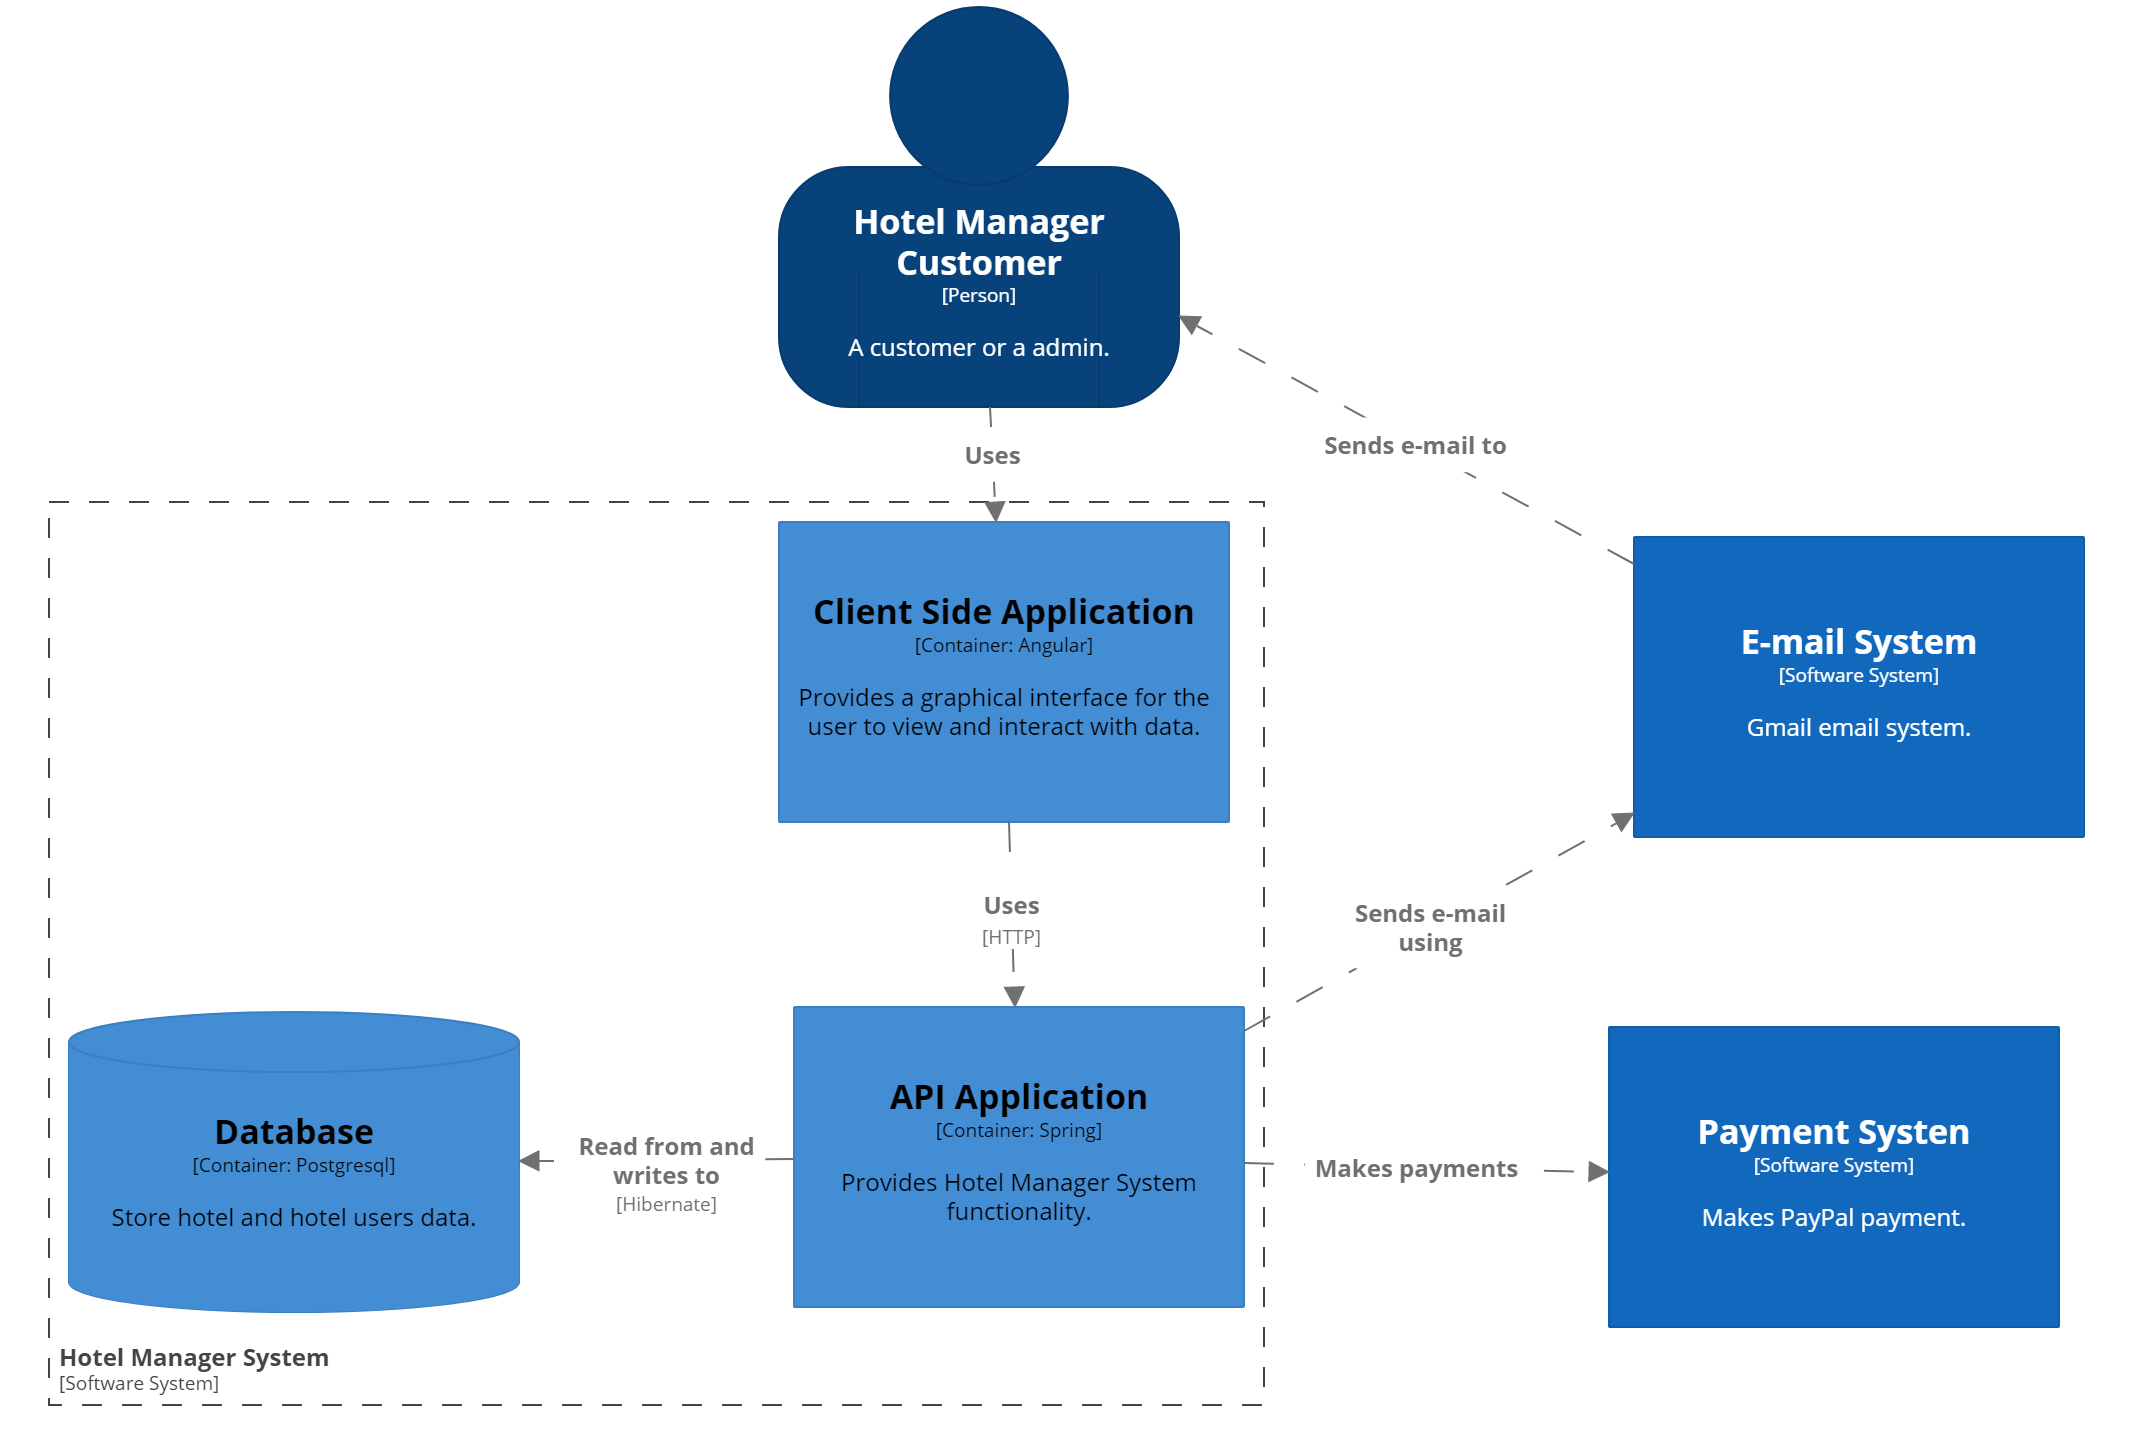 Hotel Manager
Customer
[Person]
A customer or a admin.
Uses
Sends e-mail to
Client Side Application
[Container: Angular]
Provides a graphical interface for the
user to view and interact with data.
E-mail System
[Software System]
Gmail email system.
Uses
[HTTP]
Sends e-mail
using
Database
[Container: Postgresql]
Store hotel and hotel users data.
Read from and
writes to
[Hibernate]
API Application
[Container: Spring]
Provides Hotel Manager System
functionality.
Makes payments
Payment Systen
[Software System]
Makes PayPal payment.
Hotel Manager System
[Software System]